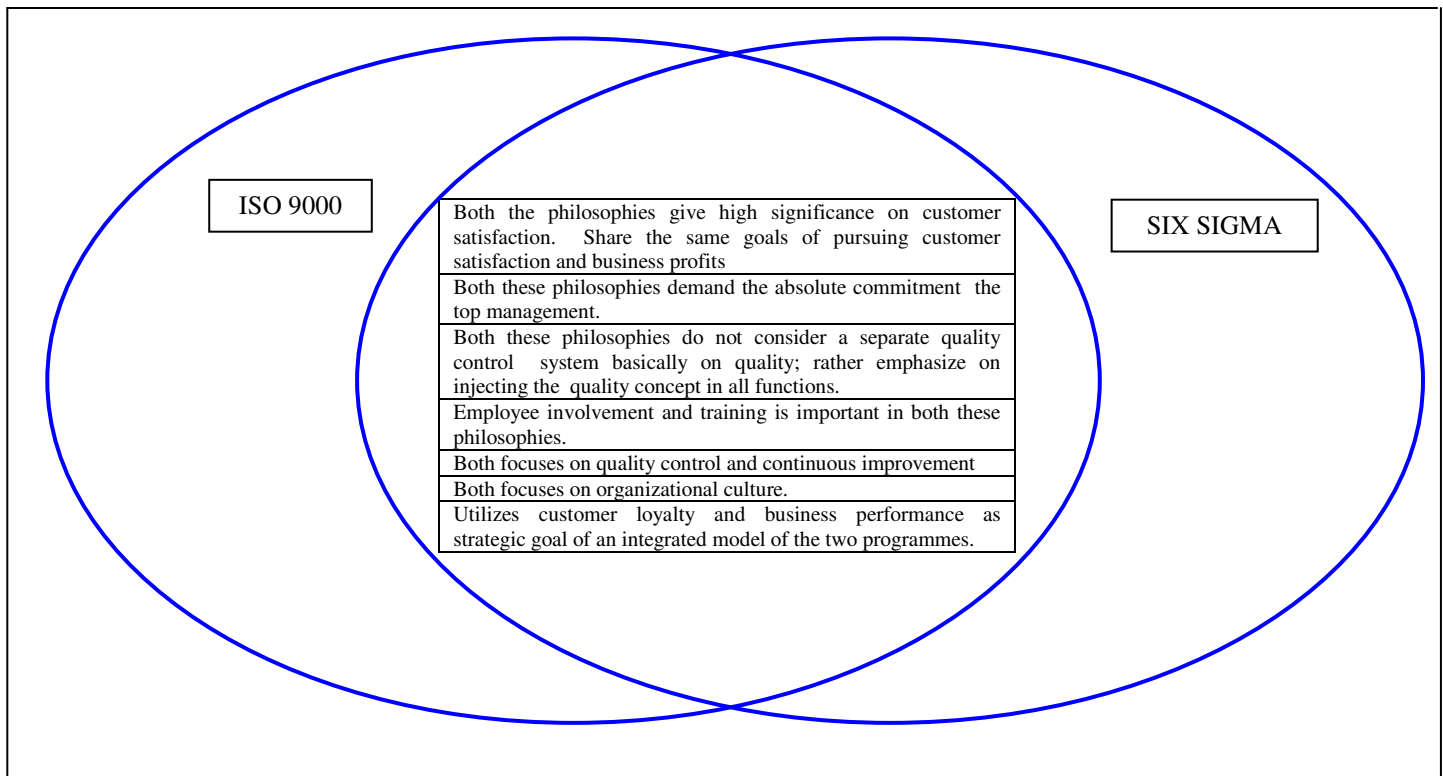 ISO 9000
Both the philosophies give high significance on customer
satisfaction. Share the same goals of pursuing customer
satisfaction and business profits
Both these philosophies demand the absolute commitment the
top management.
Both these philosophies do not consider a separate quality
control system basically on quality; rather emphasize on
injecting the quality concept in all functions.
Employee involvement and training is important in both these
philosophies.
Both focuses on quality control and continuous improvement
Both focuses on organizational culture.
Utilizes customer loyalty and business performance as
strategic goal of an integrated model of the two programmes.
SIX SIGMA